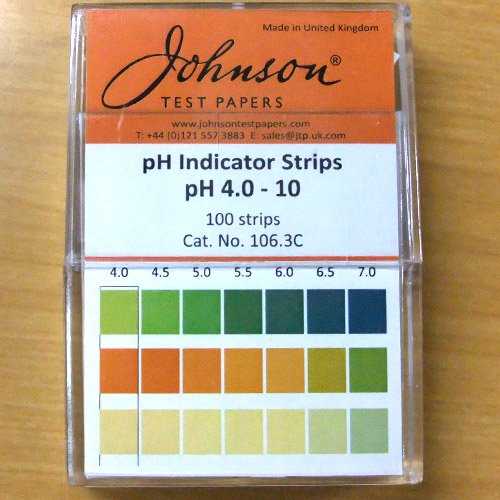 Made in United Kingdom
Johnson®
TEST PAPERS
www.johnsontestpapers.com
T: +44 (0)121 557 3883 E: sales@jtp.uk.com
pH Indicator Strips
pH 4.0 - 10
100 strips
Cat. No. 106.3C
4.0 4.5 5.0 5.5 6.0 6.5 7.0